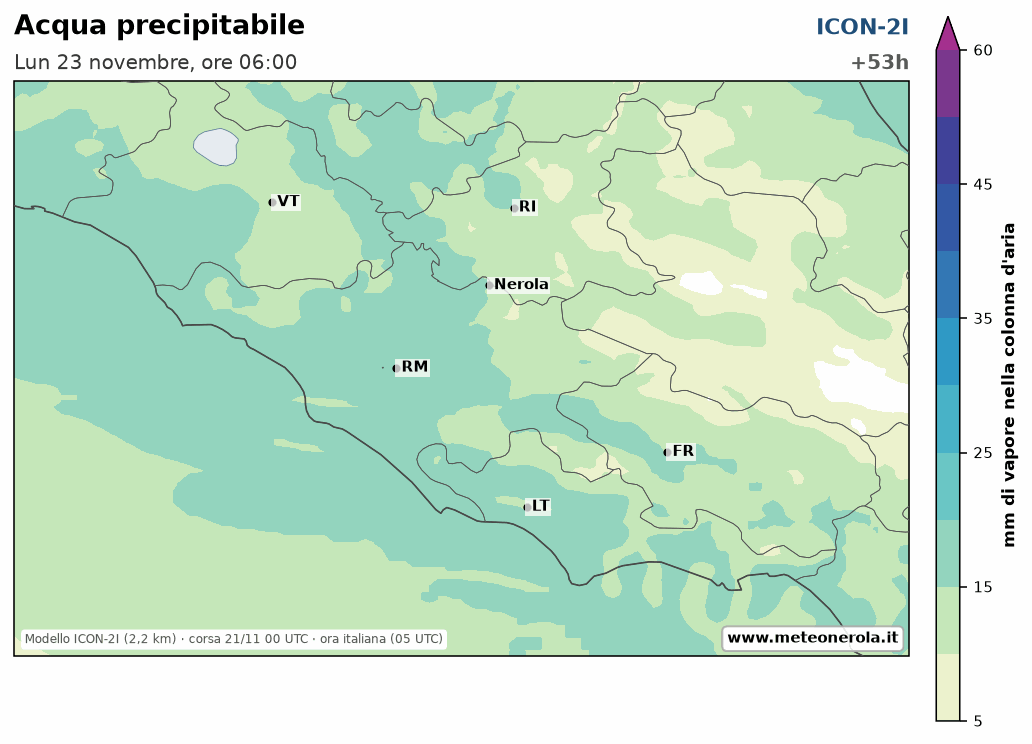 Acqua precipitabile
ICON-2I
Lun 23 novembre, ore 06:00
+53h
60
45
35
25
15
5
mm di vapore nella colonna d'aria
VT
RI
Nerola
RM
FR
LT
Modello ICON-2I (2,2 km) · corsa 21/11 00 UTC · ora italiana (05 UTC)
www.meteonerola.it